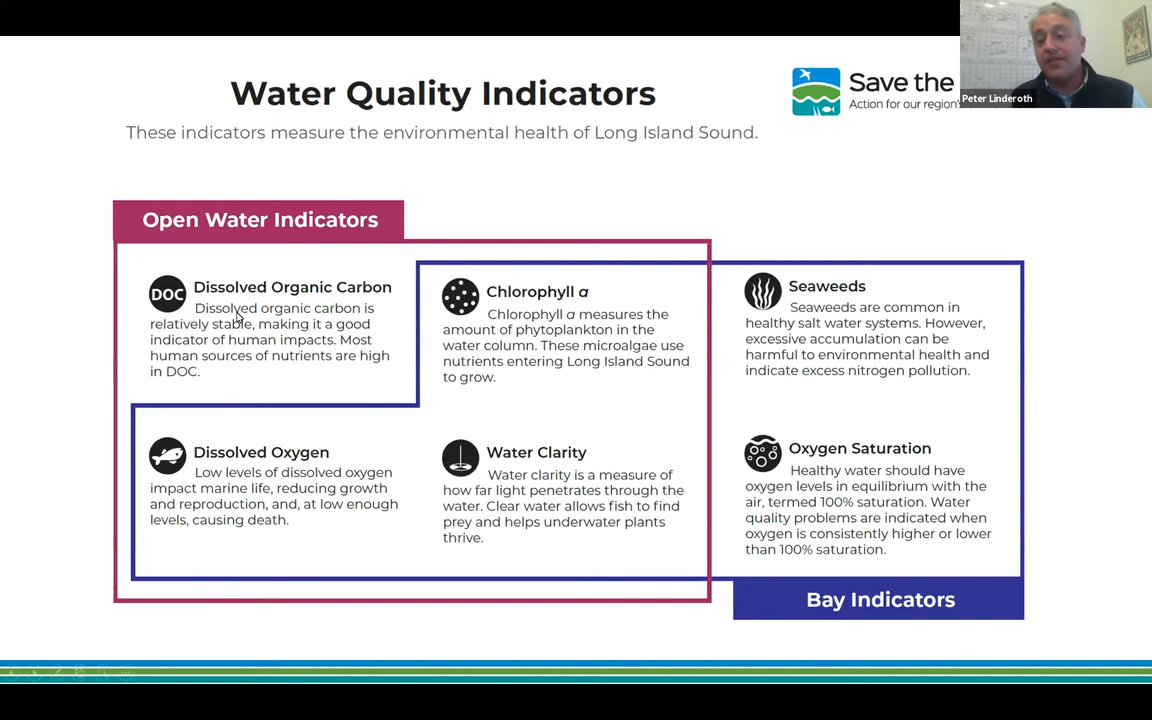 Water Quality Indicators
These indicators measure the environmental health of Long Island Sound.
Save the
Action for our region
Peter Linderoth
Open Water Indicators
DOC
Dissolved Organic Carbon
Dissolved organic carbon is
relatively stable, making it a good
indicator of human impacts. Most
human sources of nutrients are high
in DOC.
Chlorophyll a
Chlorophyll a measures the
amount of phytoplankton in the
water column. These microalgae use
nutrients entering Long Island Sound
to grow.
Seaweeds
Seaweeds are common in
healthy salt water systems. However,
excessive accumulation can be
harmful to environmental health and
indicate excess nitrogen pollution.
Dissolved Oxygen
Low levels of dissolved oxygen
impact marine life, reducing growth
and reproduction, and, at low enough
levels, causing death.
Water Clarity
Water clarity is a measure of
how far light penetrates through the
water. Clear water allows fish to find
prey and helps underwater plants
thrive.
Oxygen Saturation
Healthy water should have
oxygen levels in equilibrium with the
air, termed 100% saturation. Water
quality problems are indicated when
oxygen is consistently higher or lower
than 100% saturation.
Bay Indicators